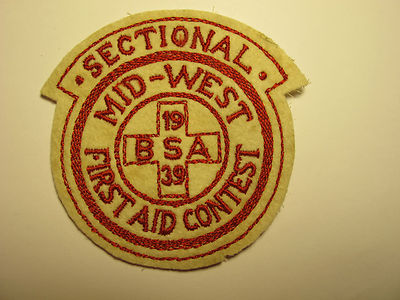 · SECTIONAL ·
MID-WEST
19
BSA
39
FIRST AID CONTEST